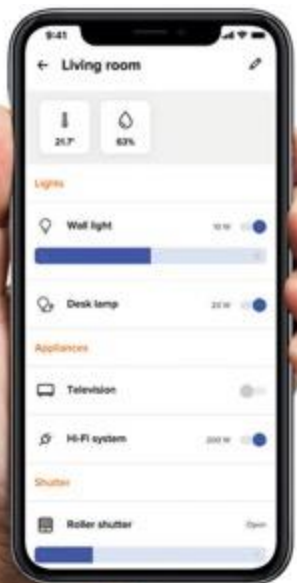 9:41
← Living room
21.7° 63%
Lights
Wall light 10 W
Desk lamp
Appliances
Television
Hi-Fi system 200 W
Shutter
Roller shutter Open